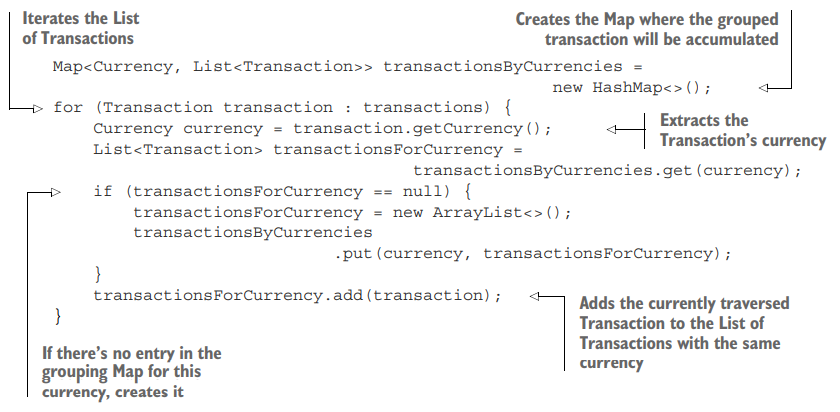 Iterates the List
of Transactions
Creates the Map where the grouped
transaction will be accumulated
Map<Currency, List<Transaction>> transactionsByCurrencies =
new HashMap<>();
for (Transaction transaction : transactions) {
Currency currency = transaction.getCurrency();
Extracts the
Transaction's currency
List<Transaction> transactionsForCurrency =
transactionsByCurrencies.get(currency);
if (transactionsForCurrency == null) {
transactionsForCurrency = new ArrayList<>();
transactionsByCurrencies
.put(currency, transactionsForCurrency);
}
transactionsForCurrency.add(transaction);
}
Adds the currently traversed
Transaction to the List of
Transactions with the same
currency
If there's no entry in the
grouping Map for this
currency, creates it